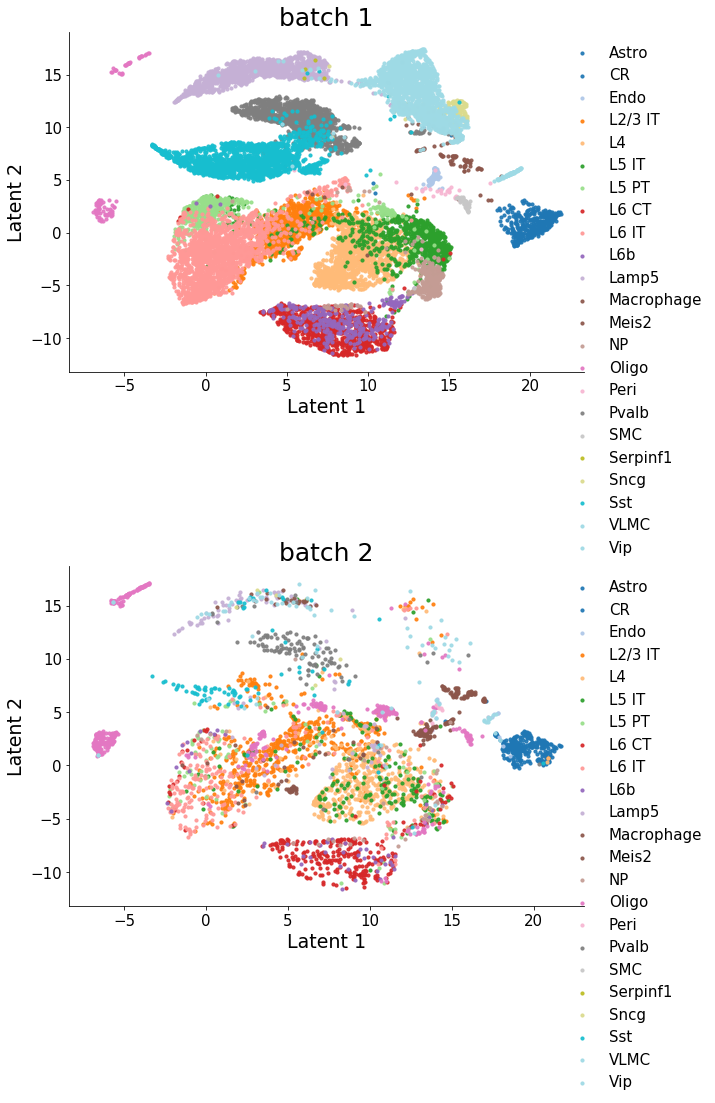 batch 1
Latent 2
15
10
5
0
−5
−10
−5
0
5
10
15
20
Latent 1
Astro
CR
Endo
L2/3 IT
L4
L5 IT
L5 PT
L6 CT
L6 IT
L6b
Lamp5
Macrophage
Meis2
NP
Oligo
Peri
Pvalb
SMC
Serpinf1
Sncg
Sst
VLMC
Vip
batch 2
Latent 2
15
10
5
0
−5
−10
−5
0
5
10
15
20
Latent 1
Astro
CR
Endo
L2/3 IT
L4
L5 IT
L5 PT
L6 CT
L6 IT
L6b
Lamp5
Macrophage
Meis2
NP
Oligo
Peri
Pvalb
SMC
Serpinf1
Sncg
Sst
VLMC
Vip